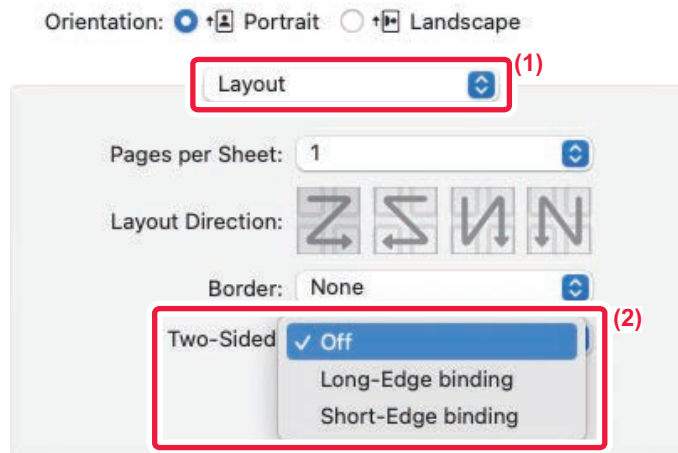 Orientation: Portrait Landscape
(1)
Layout
Pages per Sheet: 1
Layout Direction:
Border: None
(2)
Two-Sided ✓ Off
Long-Edge binding
Short-Edge binding